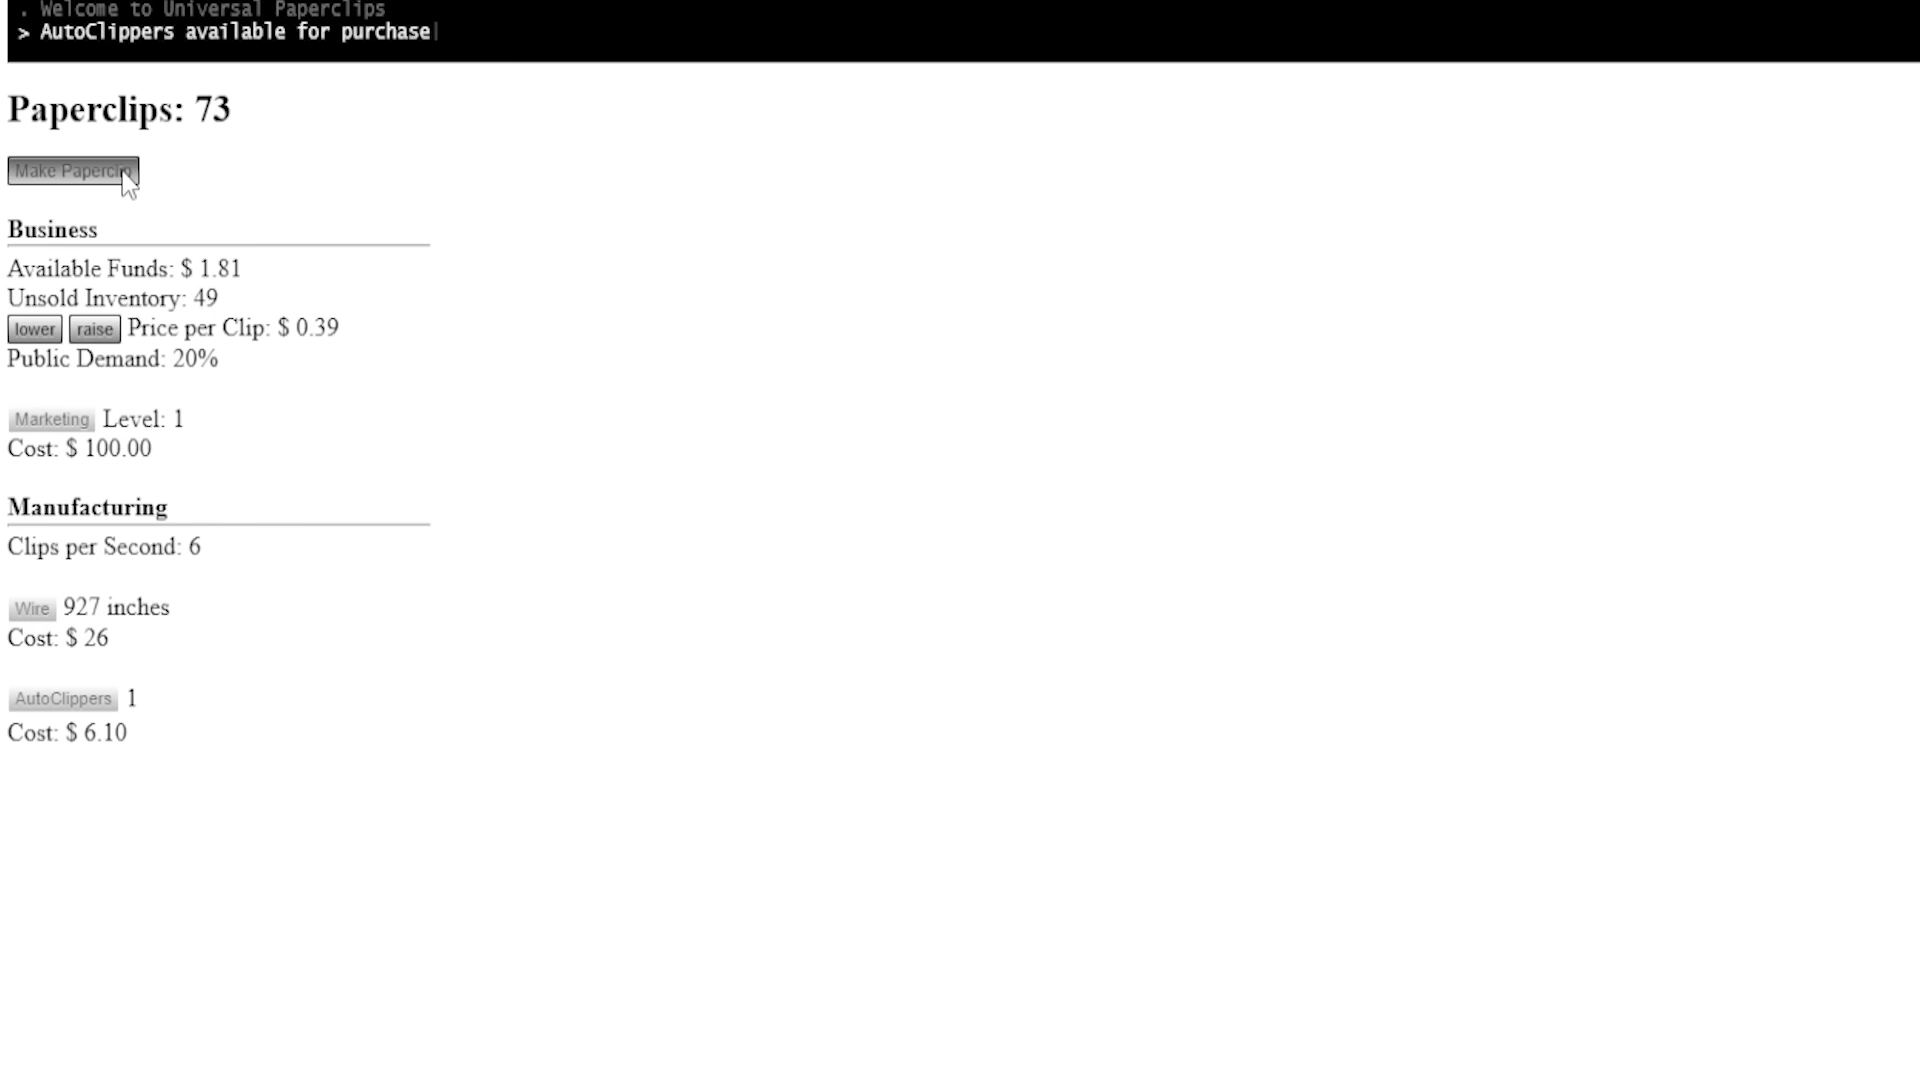 . Welcome to Universal Paperclips
> AutoClippers available for purchase
Paperclips: 73
Make Paperclip
Business
Available Funds: $ 1.81
Unsold Inventory: 49
lower raise Price per Clip: $ 0.39
Public Demand: 20%
Marketing Level: 1
Cost: $ 100.00
Manufacturing
Clips per Second: 6
Wire 927 inches
Cost: $ 26
AutoClippers 1
Cost: $ 6.10